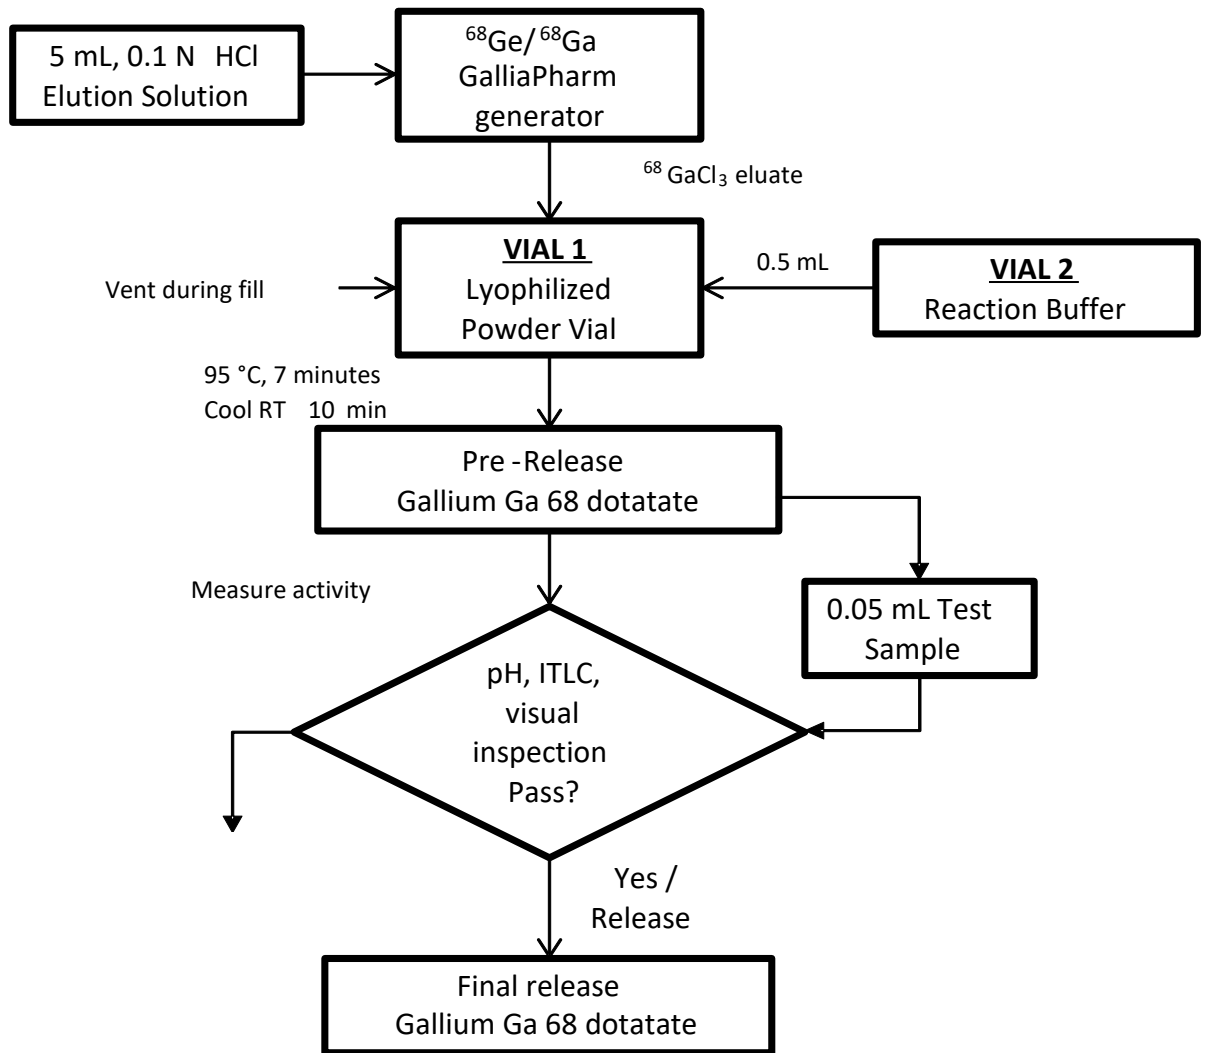 5 mL, 0.1 N HCl
Elution Solution
⁶⁸Ge/⁶⁸Ga
GalliaPharm
generator
⁶⁸GaCl₃ eluate
Vent during fill
VIAL 1
Lyophilized
Powder Vial
0.5 mL
VIAL 2
Reaction Buffer
95 °C, 7 minutes
Cool RT 10 min
Pre -Release
Gallium Ga 68 dotatate
Measure activity
0.05 mL Test
Sample
pH, ITLC,
visual
inspection
Pass?
Yes /
Release
Final release
Gallium Ga 68 dotatate